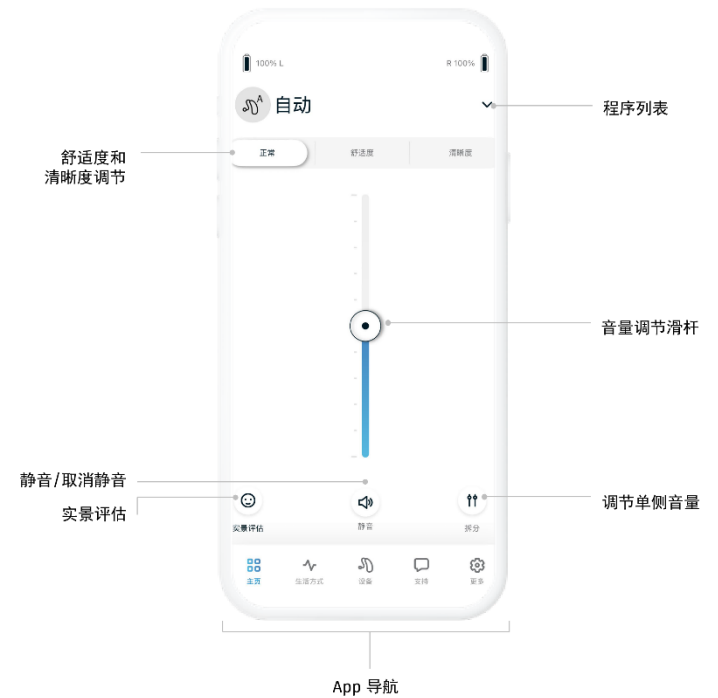 100% L
R 100%
自动
程序列表
舒适度和
清晰度调节
正常
舒适度
清晰度
音量调节滑杆
静音/取消静音
实景评估
调节单侧音量
实景评估
静音
拆分
主页
生活方式
设备
支持
更多
App 导航